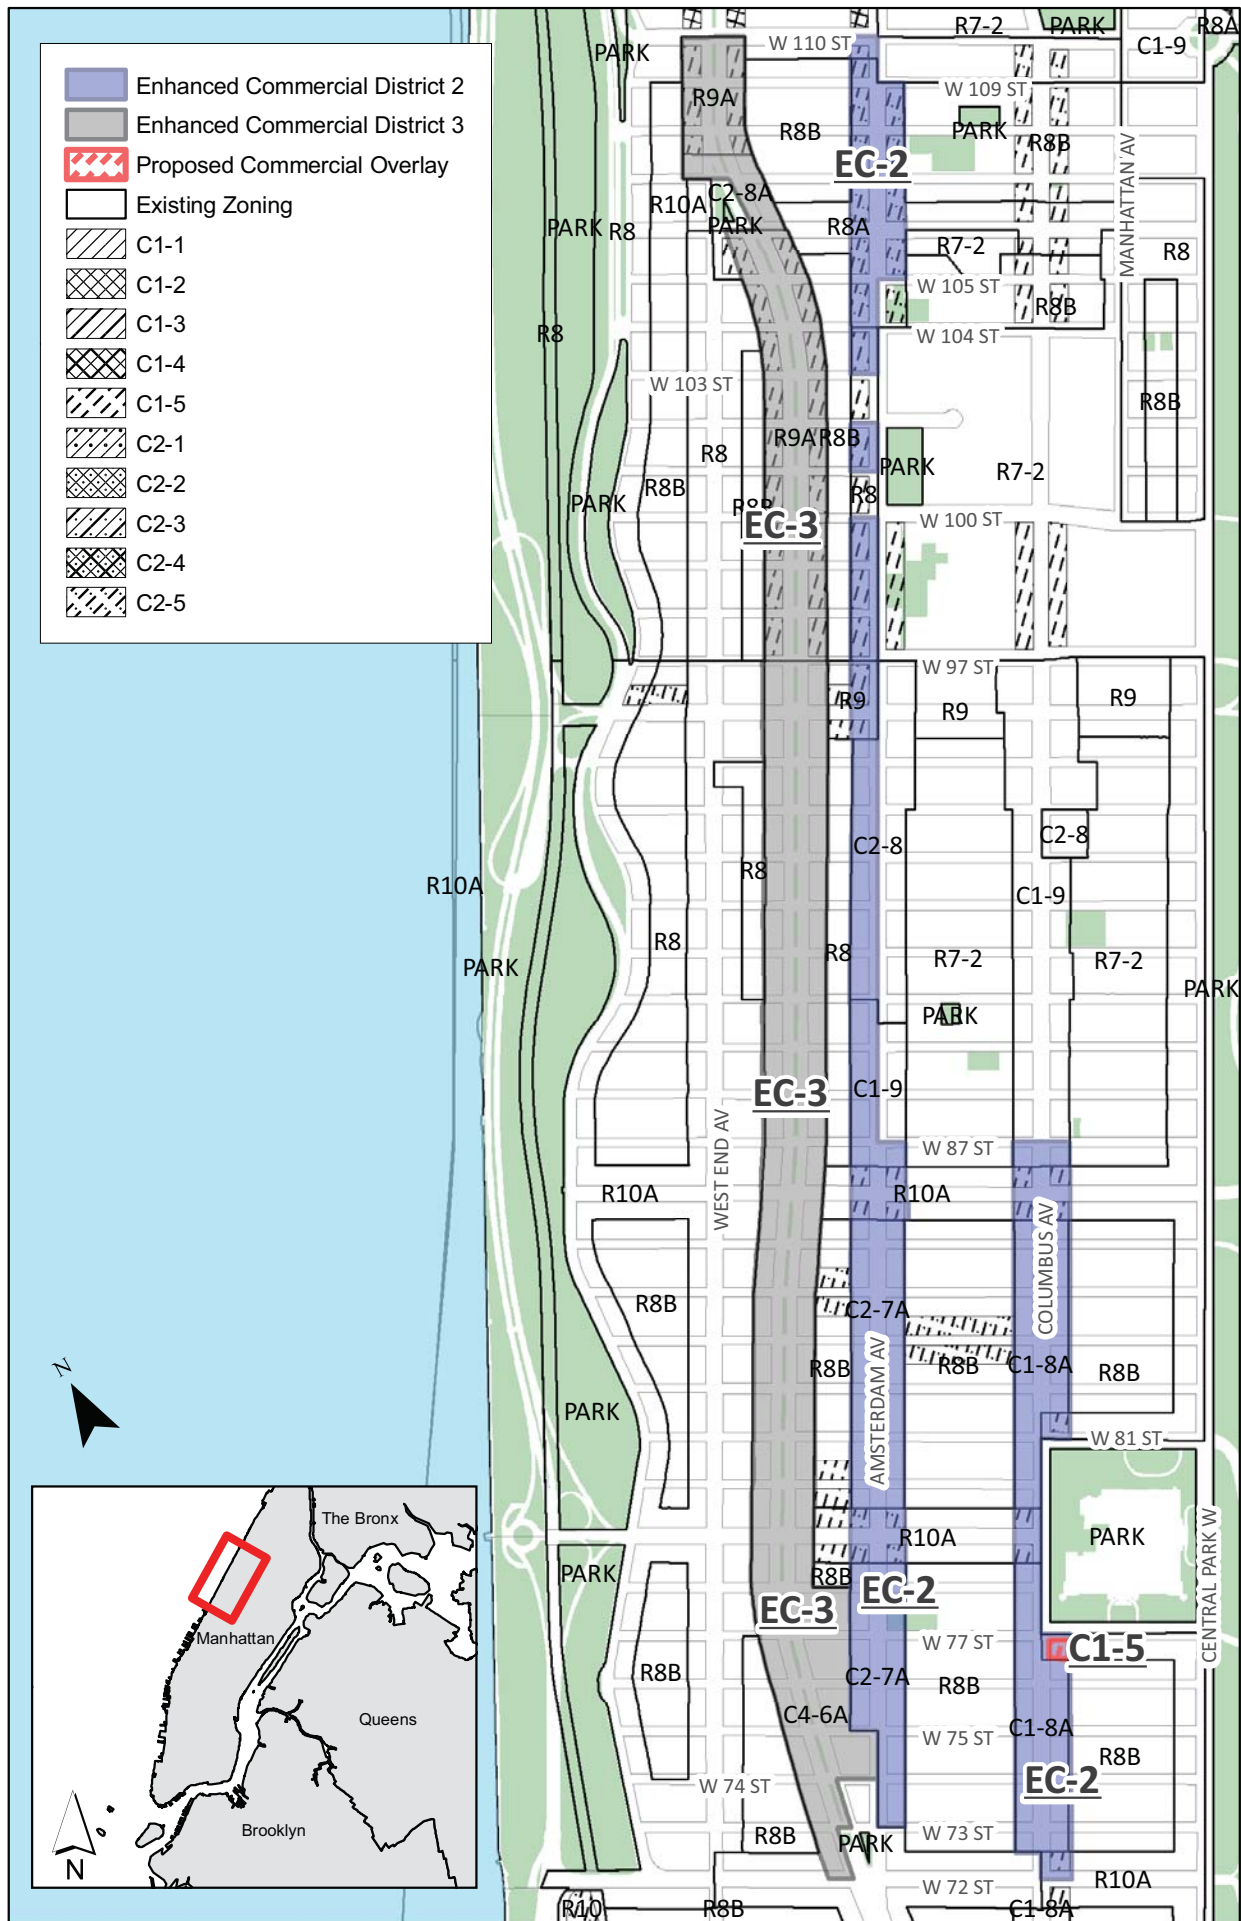 Enhanced Commercial District 2
Enhanced Commercial District 3
Proposed Commercial Overlay
Existing Zoning
C1-1
C1-2
C1-3
C1-4
C1-5
C2-1
C2-2
C2-3
C2-4
C2-5
R7-2
PARK
R8A
W 110 ST
C1-9
PARK
R9A
W 109 ST
R8B
PARK
R8B
EC-2
MANHATTAN AV
C2-8A
R10A
PARK
R8
PARK
R8A
R7-2
R8
W 105 ST
R8B
R8
W 104 ST
W 103 ST
R8B
R9A
R8B
R8
PARK
R7-2
R8B
PARK
R8B
R8
EC-3
W 100 ST
W 97 ST
R9
R9
R9
C2-8
C2-8
R8
R10A
C1-9
R8
R8
R7-2
R7-2
PARK
PARK
PARK
EC-3
C1-9
WEST END AV
W 87 ST
R10A
R10A
COLUMBUS AV
R8B
C2-7A
AMSTERDAM AV
R8B
R8B
C1-8A
R8B
PARK
W 81 ST
R10A
PARK
CENTRAL PARK W
PARK
R8B
EC-2
EC-3
W 77 ST
C1-5
R8B
C2-7A
R8B
C4-6A
C1-8A
W 75 ST
R8B
EC-2
W 74 ST
R8B
W 73 ST
PARK
W 72 ST
R10A
R10
R8B
C1-8A
N
The Bronx
Manhattan
Queens
Brooklyn
N